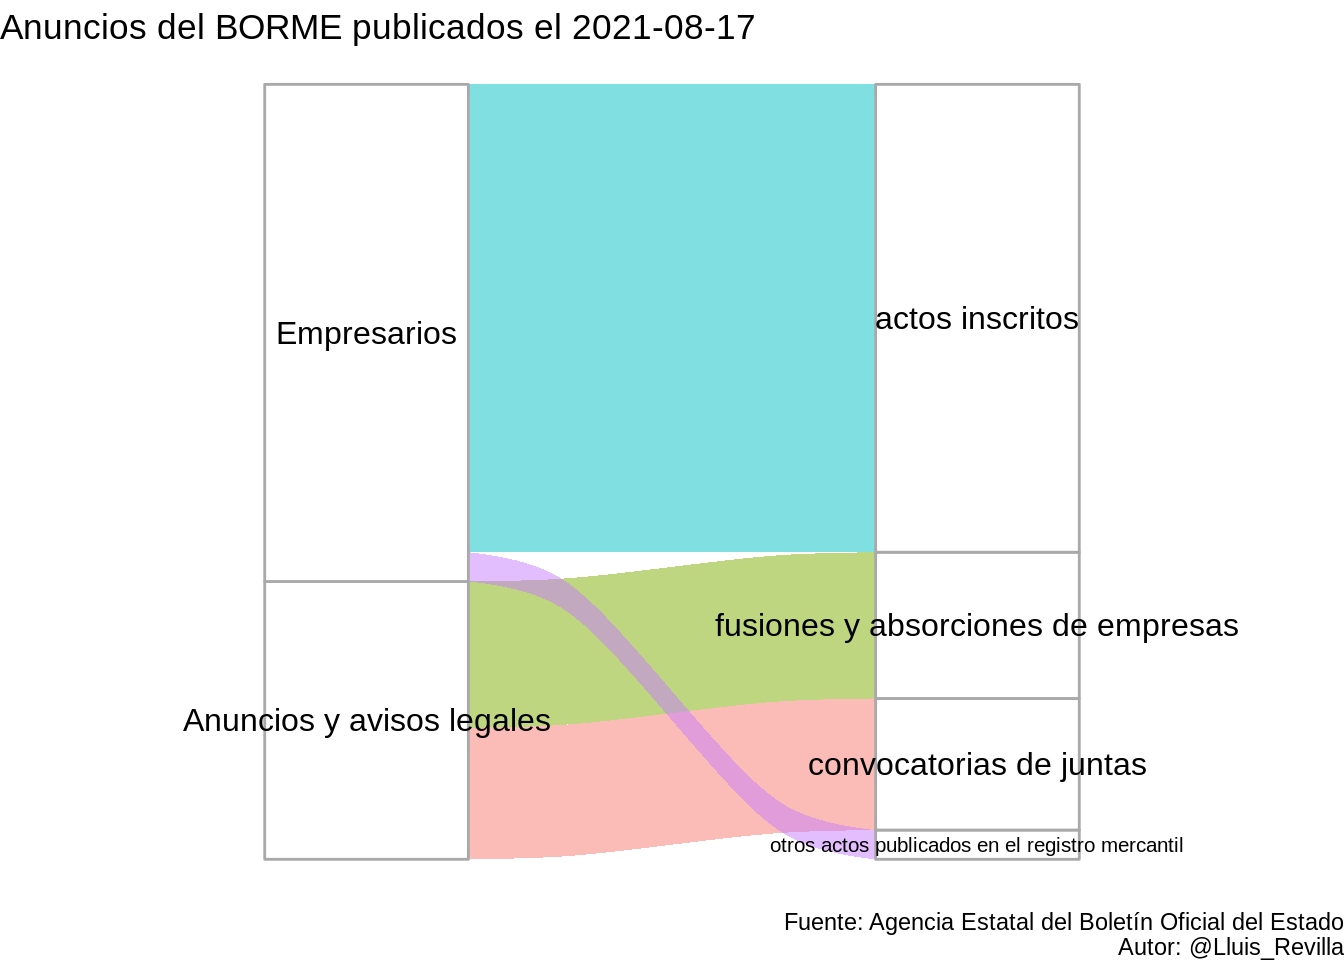 Anuncios del BORME publicados el 2021-08-17
Empresarios
actos inscritos
fusiones y absorciones de empresas
Anuncios y avisos legales
convocatorias de juntas
otros actos publicados en el registro mercantil
Fuente: Agencia Estatal del Boletín Oficial del Estado
Autor: @Lluis_Revilla